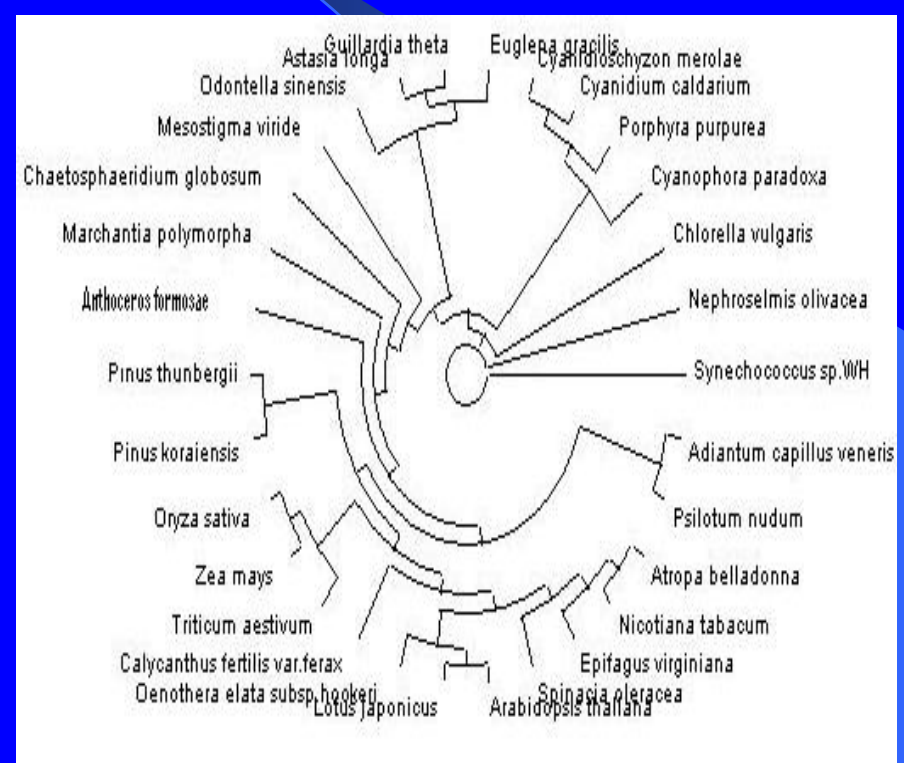 Guillardia theta
Euglena gracilis
Astasia longa
Cyanidioschyzon merolae
Odontella sinensis
Cyanidium caldarium
Mesostigma viride
Porphyra purpurea
Chaetosphaeridium globosum
Cyanophora paradoxa
Marchantia polymorpha
Chlorella vulgaris
Anthoceros formosae
Nephroselmis olivacea
Pinus thunbergii
Synechococcus sp.WH
Pinus koraiensis
Adiantum capillus veneris
Oryza sativa
Psilotum nudum
Zea mays
Atropa belladonna
Triticum aestivum
Nicotiana tabacum
Calycanthus fertilis var.ferax
Epifagus virginiana
Oenothera elata subsp.hookeri
Spinacia oleracea
Lotus japonicus
Arabidopsis thaliana